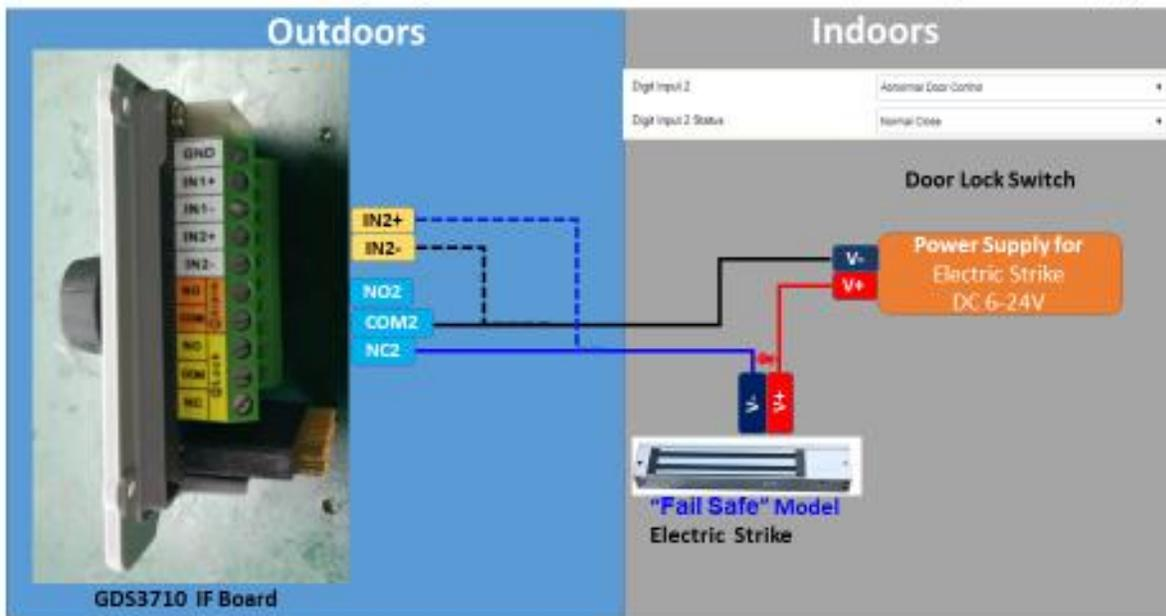 Outdoors
Indoors
Digit Input 2
Abnormal Door Control
Digit Input 2 Status
Normal Close
GND
IN1+
IN1-
IN2+
IN2-
NO
COM
NO
COM
NC
IN2+
IN2-
NO2
COM2
NC2
Door Lock Switch
V-
V+
Power Supply for
Electric Strike
DC 6-24V
V-
V+
"Fail Safe" Model
Electric Strike
GDS3710 IF Board